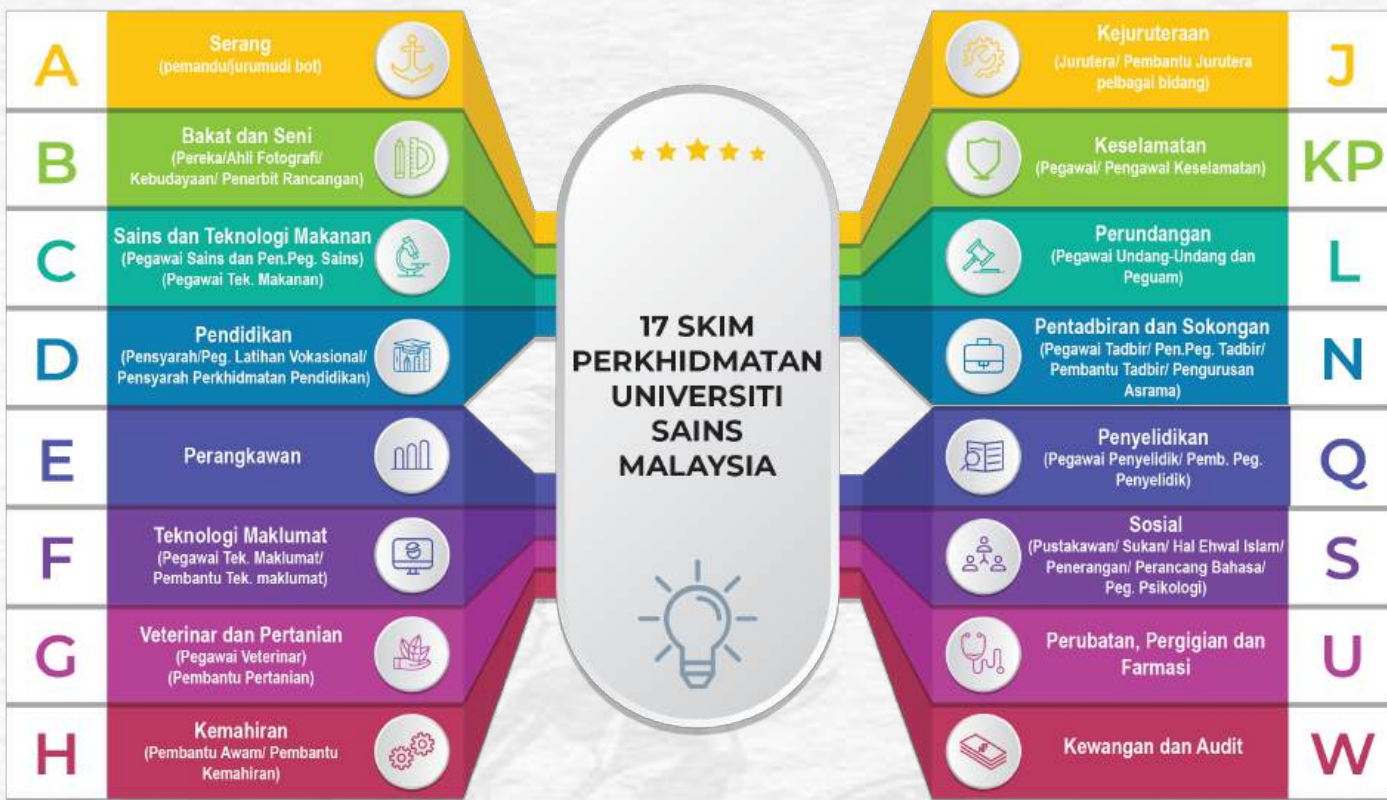 A
Serang
(pemandu/jurumudi bot)
B
Bakat dan Seni
(Pereka/Ahli Fotografi/
Kebudayaan/ Penerbit Rancangan)
C
Sains dan Teknologi Makanan
(Pegawai Sains dan Pen.Peg. Sains)
(Pegawai Tek. Makanan)
D
Pendidikan
(Pensyarah/Peg. Latihan Vokasional/
Pensyarah Perkhidmatan Pendidikan)
E
Perangkawan
F
Teknologi Maklumat
(Pegawai Tek. Maklumat/
Pembantu Tek. maklumat)
G
Veterinar dan Pertanian
(Pegawai Veterinar)
(Pembantu Pertanian)
H
Kemahiran
(Pembantu Awam/ Pembantu
Kemahiran)
17 SKIM
PERKHIDMATAN
UNIVERSITI
SAINS
MALAYSIA
Kejuruteraan
(Jurutera/ Pembantu Jurutera
pelbagai bidang)
J
Keselamatan
(Pegawai/ Pengawal Keselamatan)
KP
Perundangan
(Pegawai Undang-Undang dan
Peguam)
L
Pentadbiran dan Sokongan
(Pegawai Tadbir/ Pen.Peg. Tadbir/
Pembantu Tadbir/ Pengurusan
Asrama)
N
Penyelidikan
(Pegawai Penyelidik/ Pemb. Peg.
Penyelidik)
Q
Sosial
(Pustakawan/ Sukan/ Hal Ehwal Islam/
Penerangan/ Perancang Bahasa/
Peg. Psikologi)
S
Perubatan, Pergigian dan
Farmasi
U
Kewangan dan Audit
W